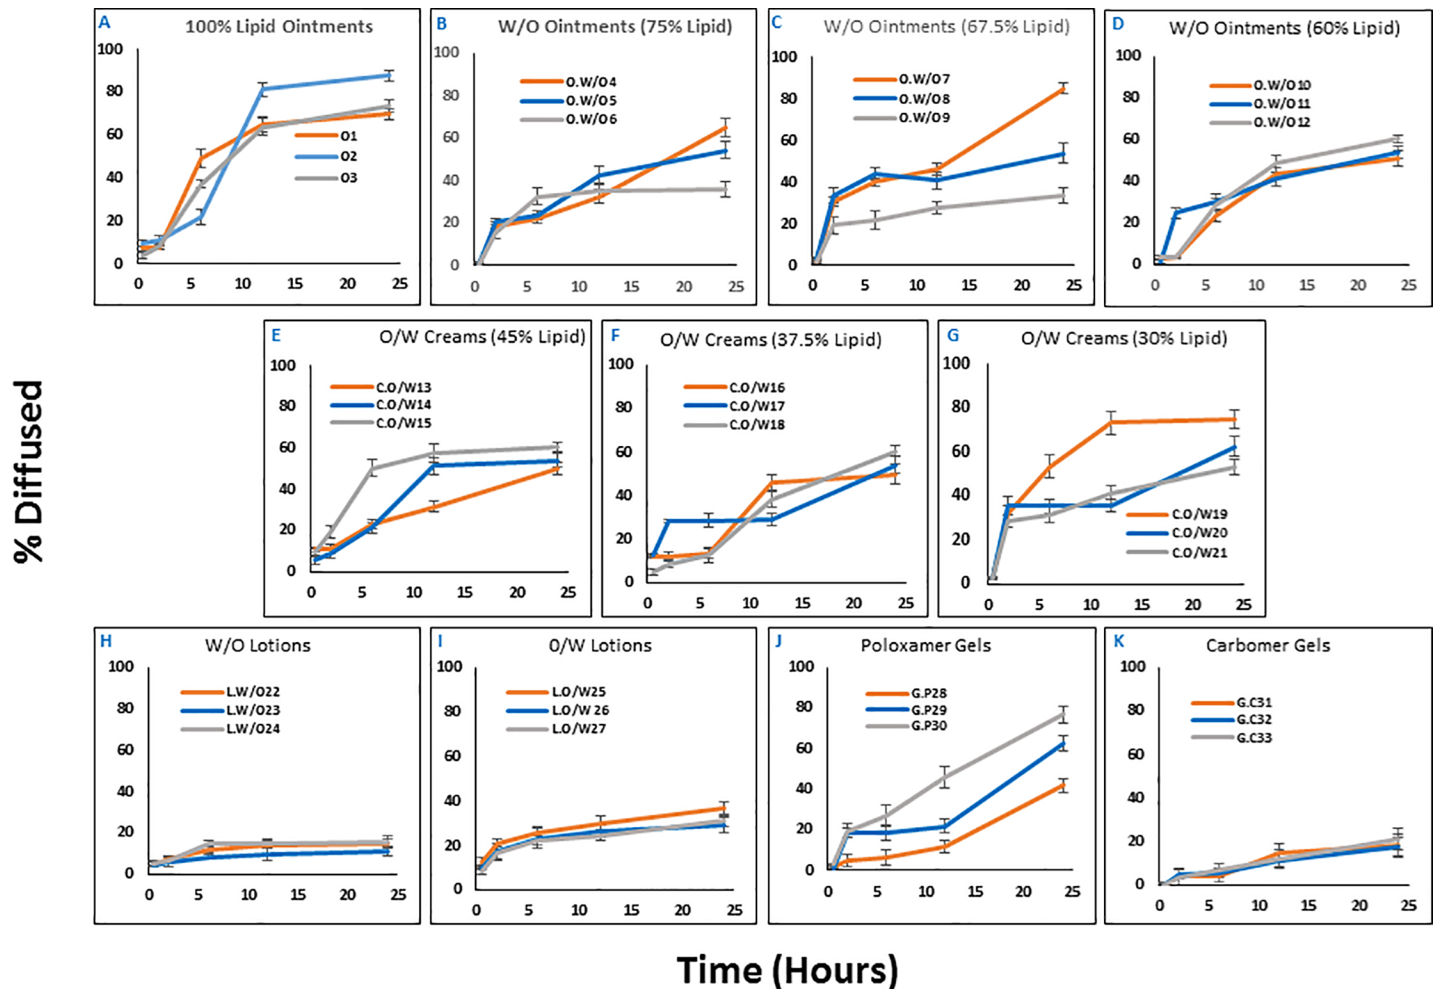 A 100% Lipid Ointments
100
80
60
40
20
0
0 5 10 15 20 25
O1
O2
O3
B W/O Ointments (75% Lipid)
100
80
60
40
20
0
0 5 10 15 20 25
O.W/O4
O.W/O5
O.W/O6
C W/O Ointments (67.5% Lipid)
100
80
60
40
20
0
0 5 10 15 20 25
O.W/O7
O.W/O8
O.W/O9
D W/O Ointments (60% Lipid)
100
80
60
40
20
0
0 5 10 15 20 25
O.W/O10
O.W/O11
O.W/O12
E O/W Creams (45% Lipid)
100
80
60
40
20
0
0 5 10 15 20 25
C.O/W13
C.O/W14
C.O/W15
F O/W Creams (37.5% Lipid)
100
80
60
40
20
0
0 5 10 15 20 25
C.O/W16
C.O/W17
C.O/W18
G O/W Creams (30% Lipid)
100
80
60
40
20
0
0 5 10 15 20 25
C.O/W19
C.O/W20
C.O/W21
H W/O Lotions
100
80
60
40
20
0
0 5 10 15 20 25
L.W/O22
L.W/O23
L.W/O24
I 0/W Lotions
100
80
60
40
20
0
0 5 10 15 20 25
L.O/W25
L.O/W 26
L.O/W27
J Poloxamer Gels
100
80
60
40
20
0
0 5 10 15 20 25
G.P28
G.P29
G.P30
K Carbomer Gels
100
80
60
40
20
0
0 5 10 15 20 25
G.C31
G.C32
G.C33
% Diffused
Time (Hours)